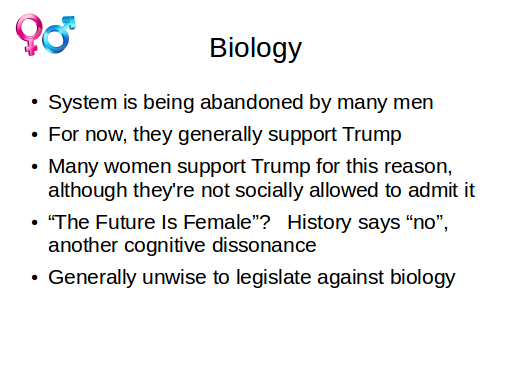 Biology
• System is being abandoned by many men
• For now, they generally support Trump
• Many women support Trump for this reason,
although they're not socially allowed to admit it
• “The Future Is Female”?   History says “no”,
another cognitive dissonance
• Generally unwise to legislate against biology